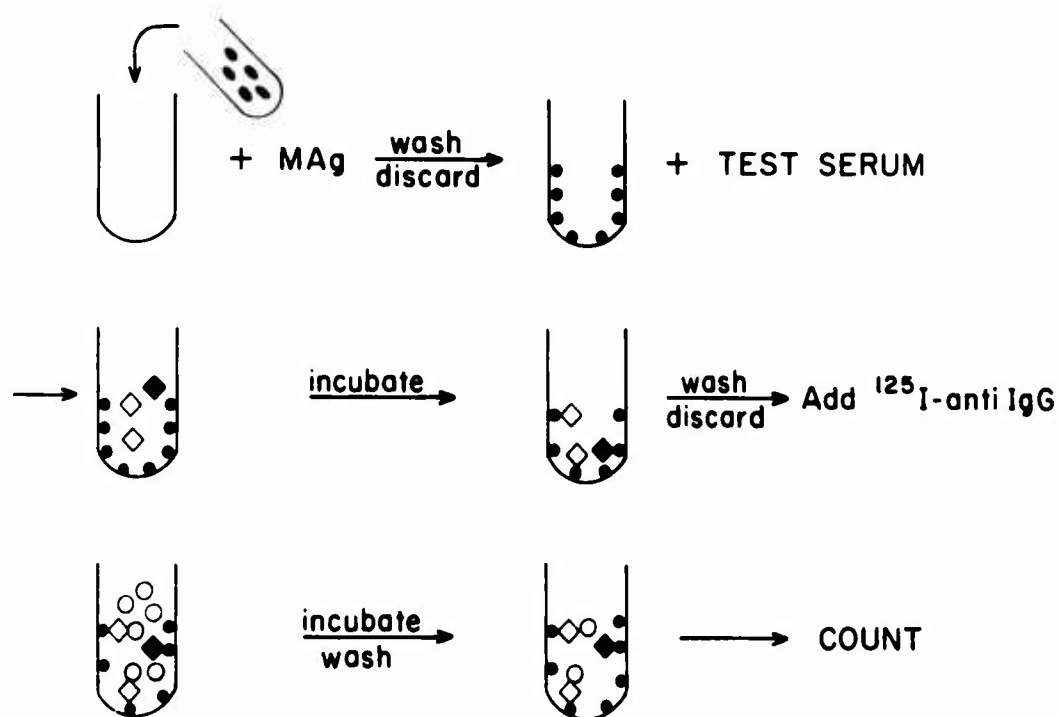 + MAg wash discard + TEST SERUM
incubate wash discard Add 125I-anti IgG
incubate wash COUNT